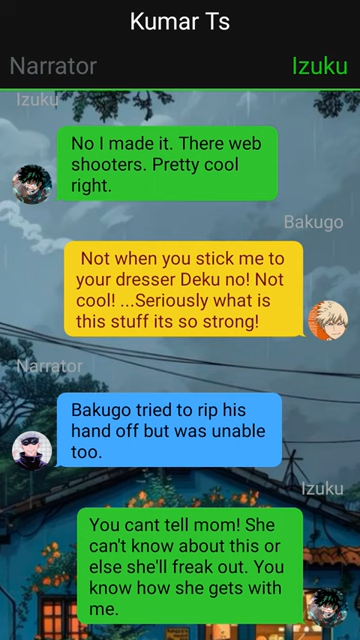 Kumar Ts
Narrator
Izuku
Izuku
No I made it. There web
shooters. Pretty cool
right.
Bakugo
Not when you stick me to
your dresser Deku no! Not
cool! ...Seriously what is
this stuff its so strong!
Narrator
Bakugo tried to rip his
hand off but was unable
too.
Izuku
You cant tell mom! She
can't know about this or
else she'll freak out. You
know how she gets with
me.